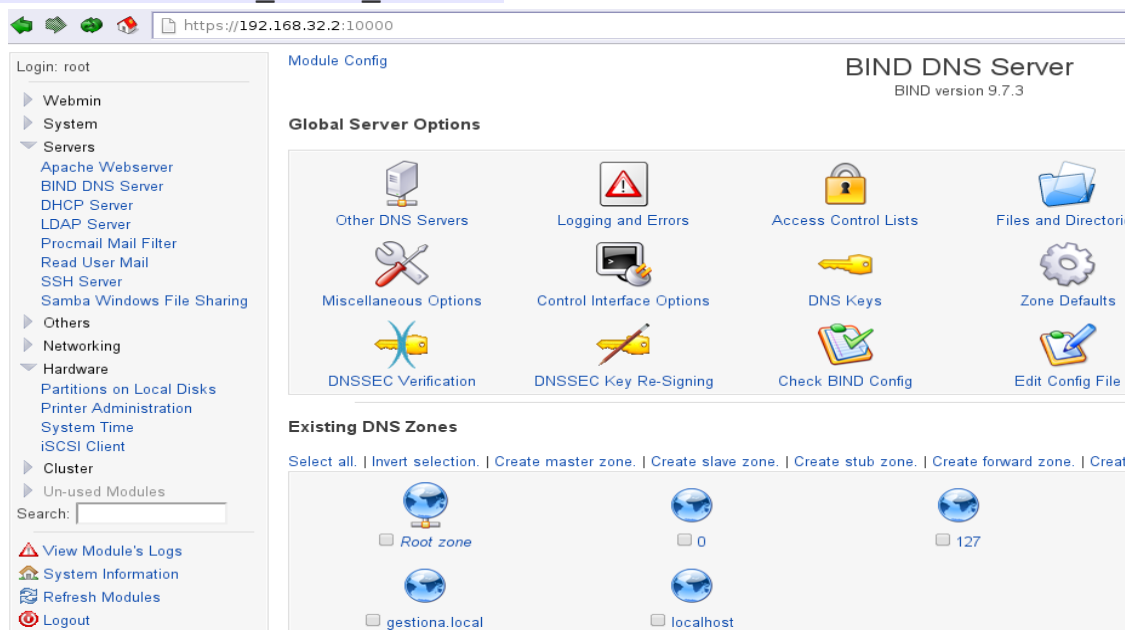 https://192.168.32.2:10000
Login: root
Webmin
System
Servers
Apache Webserver
BIND DNS Server
DHCP Server
LDAP Server
Procmail Mail Filter
Read User Mail
SSH Server
Samba Windows File Sharing
Others
Networking
Hardware
Partitions on Local Disks
Printer Administration
System Time
iSCSI Client
Cluster
Un-used Modules
Search:
View Module's Logs
System Information
Refresh Modules
Logout
Module Config
BIND DNS Server
BIND version 9.7.3
Global Server Options
Other DNS Servers
Logging and Errors
Access Control Lists
Files and Directori
Miscellaneous Options
Control Interface Options
DNS Keys
Zone Defaults
DNSSEC Verification
DNSSEC Key Re-Signing
Check BIND Config
Edit Config File
Existing DNS Zones
Select all. | Invert selection. | Create master zone. | Create slave zone. | Create stub zone. | Create forward zone. | Creat
Root zone
0
127
gestiona.local
localhost